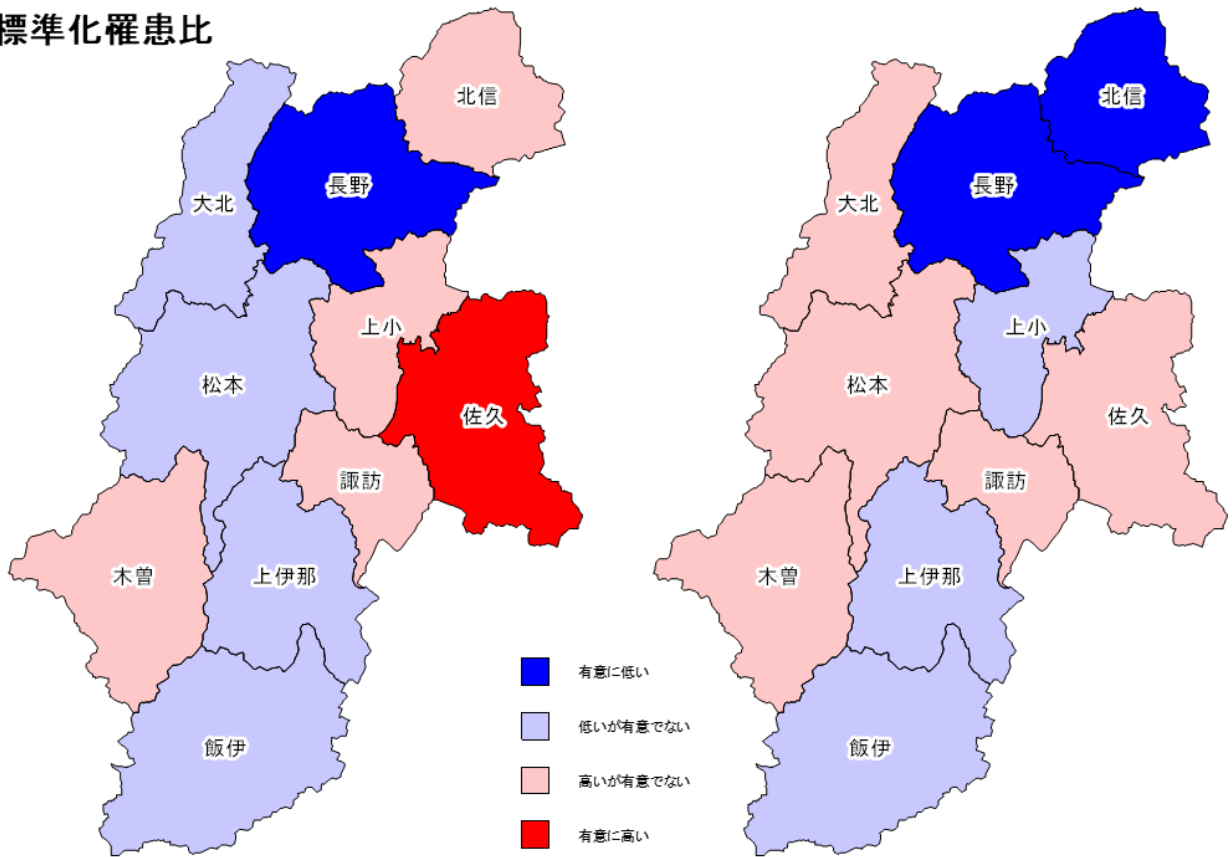 標準化罹患比
北信
長野
大北
上小
松本
佐久
諏訪
木曽
上伊那
飯伊
北信
長野
大北
上小
松本
佐久
諏訪
木曽
上伊那
飯伊
有意に低い
低いが有意でない
高いが有意でない
有意に高い